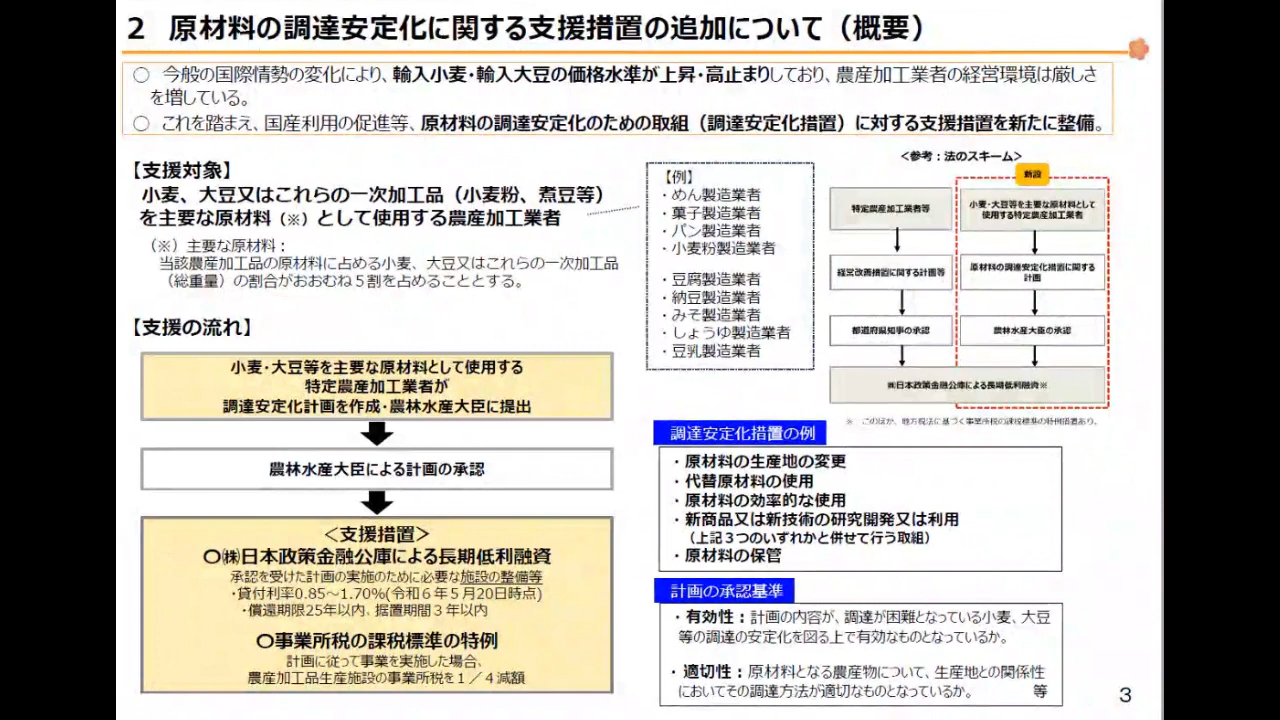 2 原材料の調達安定化に関する支援措置の追加について（概要）
○ 今般の国際情勢の変化により、輸入小麦・輸入大豆の価格水準が上昇・高止まりしており、農産加工業者の経営環境は厳しさ
を増している。
○ これを踏まえ、国産利用の促進等、原材料の調達安定化のための取組（調達安定化措置）に対する支援措置を新たに整備。
【支援対象】
小麦、大豆又はこれらの一次加工品（小麦粉、煮豆等）
を主要な原材料（※）として使用する農産加工業者
（※）主要な原材料：
当該農産加工品の原材料に占める小麦、大豆又はこれらの一次加工品
（総重量）の割合がおおむね５割を占めることとする。
【例】
・めん製造業者
・菓子製造業者
・パン製造業者
・小麦粉製造業者
・豆腐製造業者
・納豆製造業者
・みそ製造業者
・しょうゆ製造業者
・豆乳製造業者
<参考：法のスキーム>
新設
特定農産加工業者等
小麦・大豆等を主要な原材料として
使用する特定農産加工業者
経営改善措置に関する計画等
原材料の調達安定化措置に関する
計画
都道府県知事の承認
農林水産大臣の承認
㈱日本政策金融公庫による長期低利融資※
※ このほか、地方税法に基づく事業所税の課税標準の特例措置あり。
【支援の流れ】
小麦・大豆等を主要な原材料として使用する
特定農産加工業者が
調達安定化計画を作成・農林水産大臣に提出
農林水産大臣による計画の承認
＜支援措置＞
○㈱日本政策金融公庫による長期低利融資
承認を受けた計画の実施のために必要な施設の整備等
・貸付利率0.85～1.70%(令和６年５月20日時点)
・償還期限25年以内、据置期間３年以内
○事業所税の課税標準の特例
計画に従って事業を実施した場合、
農産加工品生産施設の事業所税を１／４減額
調達安定化措置の例
・原材料の生産地の変更
・代替原材料の使用
・原材料の効率的な使用
・新商品又は新技術の研究開発又は利用
（上記３つのいずれかと併せて行う取組）
・原材料の保管
計画の承認基準
・有効性：計画の内容が、調達が困難となっている小麦、大豆
等の調達の安定化を図る上で有効なものとなっているか。
・適切性：原材料となる農産物について、生産地との関係性
においてその調達方法が適切なものとなっているか。 等
3